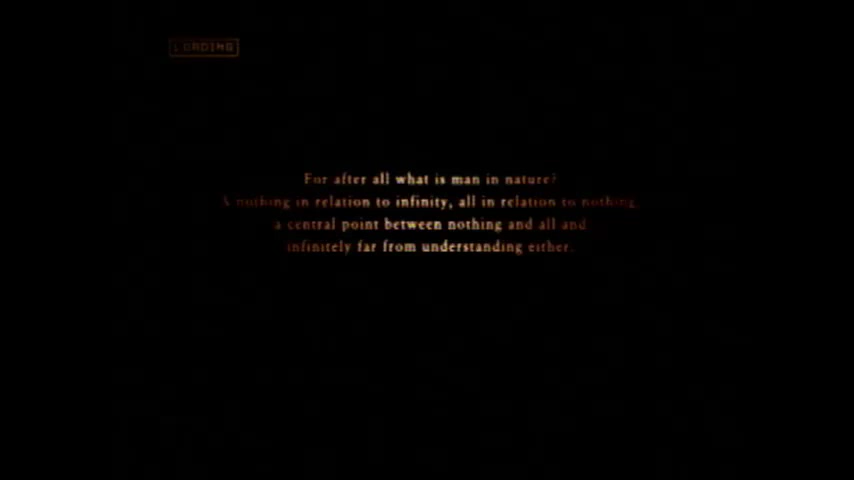 LOADING
For after all what is man in nature?
A nothing in relation to infinity, all in relation to nothing,
a central point between nothing and all and
infinitely far from understanding either.